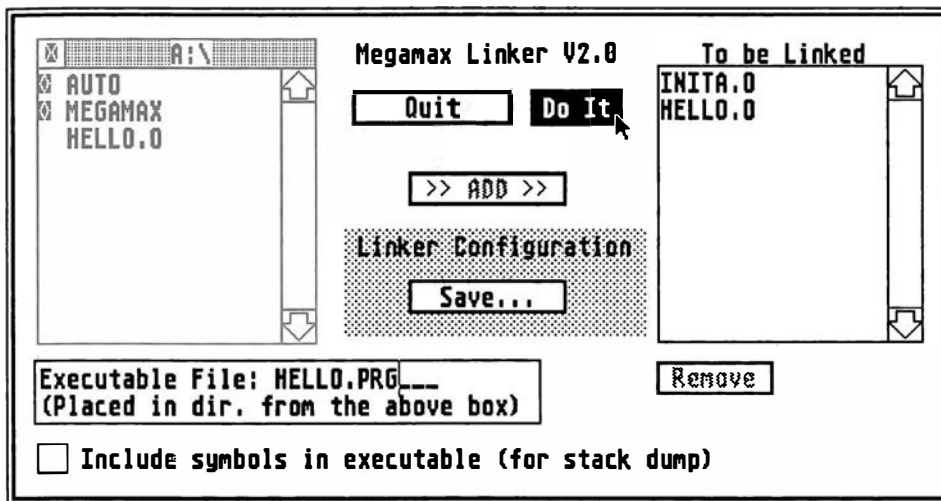 A:\
AUTO
MEGAMAX
HELLO.O
Megamax Linker V2.0
Quit
Do It
>> ADD >>
Linker Configuration
Save...
To be Linked
INITA.O
HELLO.O
Remove
Executable File: HELLO.PRG___
(Placed in dir. from the above box)
Include symbols in executable (for stack dump)